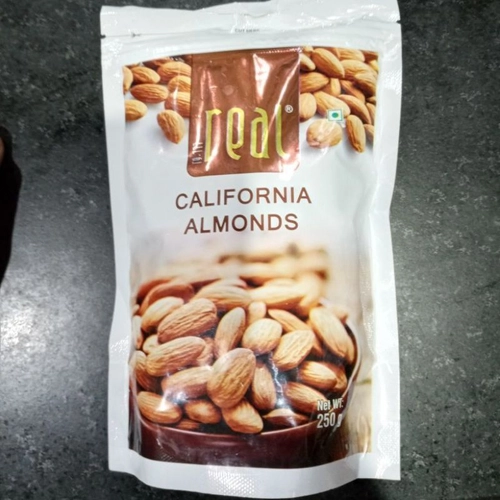 real®
CALIFORNIA
ALMONDS
Net Wt.
250 g